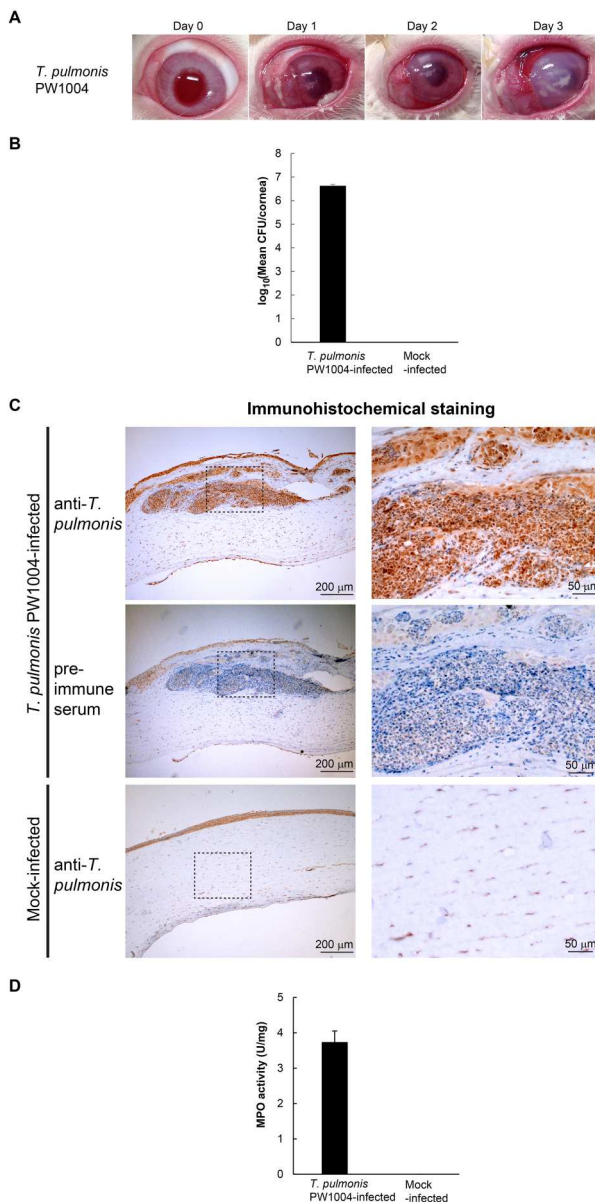 A
Day 0 Day 1 Day 2 Day 3
T. pulmonis
PW1004
B
8
7
6
5
4
3
2
1
0
log10(Mean CFU/cornea)
T. pulmonis
PW1004-infected
Mock
-infected
C
Immunohistochemical staining
T. pulmonis PW1004-infected
anti-T.
pulmonis
200 µm
50 µm
pre-
immune
serum
200 µm
50 µm
Mock-infected
anti-T.
pulmonis
200 µm
50 µm
D
5
4
3
2
1
0
MPO activity (U/mg)
T. pulmonis
PW1004-infected
Mock
-infected